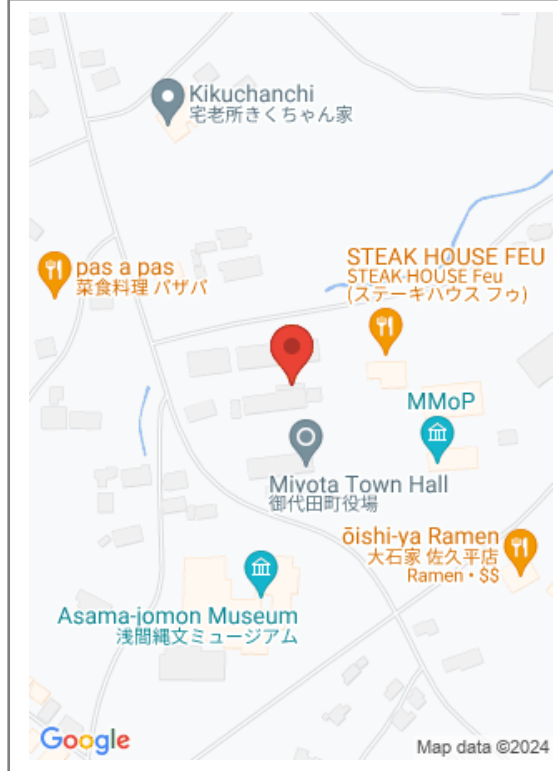 Kikuchanchi
宅老所きくちゃん家
STEAK HOUSE FEU
STEAK HOUSE Feu
(ステーキハウス フゥ)
pas a pas
菜食料理 パザパ
MMoP
Miyota Town Hall
御代田町役場
ōishi-ya Ramen
大石家 佐久平店
Ramen • $$
Asama-jomon Museum
浅間縄文ミュージアム
Google
Map data ©2024